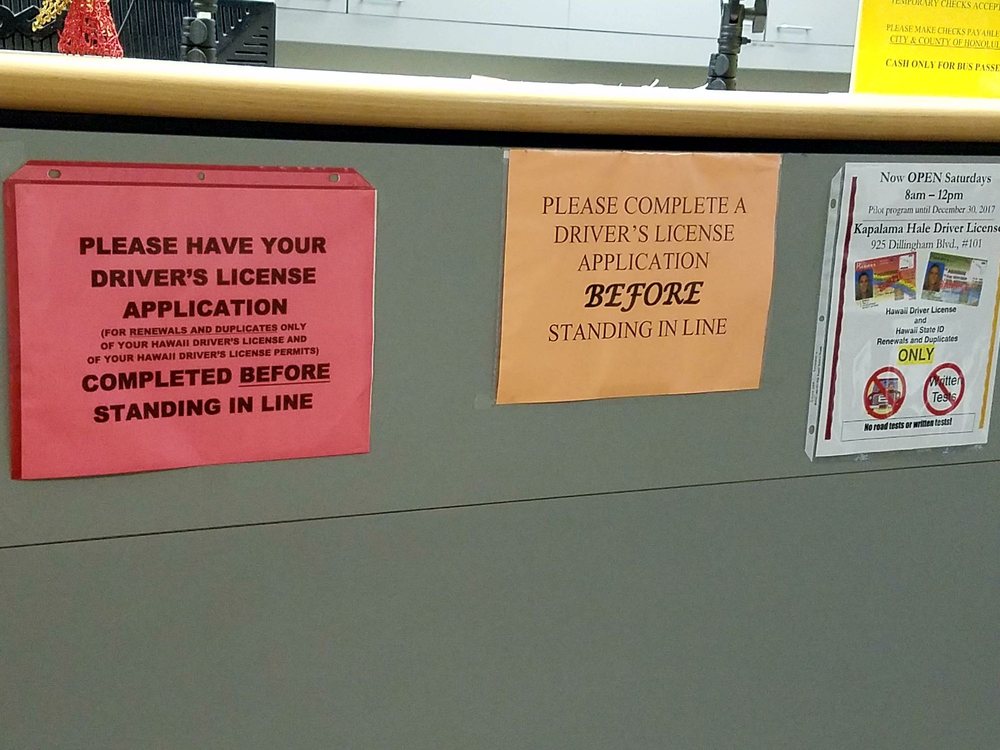 TEMPORARY CHECKS
PLEASE MAKE CHECKS PAYABLE
CITY & COUNTY OF
CASH ONLY FOR BUS
PLEASE HAVE YOUR
DRIVER'S LICENSE
APPLICATION
(FOR RENEWALS AND DUPLICATES ONLY
OF YOUR HAWAII DRIVER'S LICENSE AND
OF YOUR HAWAII DRIVER'S LICENSE PERMITS)
COMPLETED BEFORE
STANDING IN LINE
PLEASE COMPLETE A
DRIVER'S LICENSE
APPLICATION
BEFORE
STANDING IN LINE
Now OPEN Saturdays
8am – 12pm
Pilot program until December 30, 2017
Kapalama Hale Driver License
925 Dillingham Blvd., #101
Hawaii Driver License
and
Hawaii State ID
Renewals and Duplicates
ONLY
Written
Tests
No road tests or written tests!